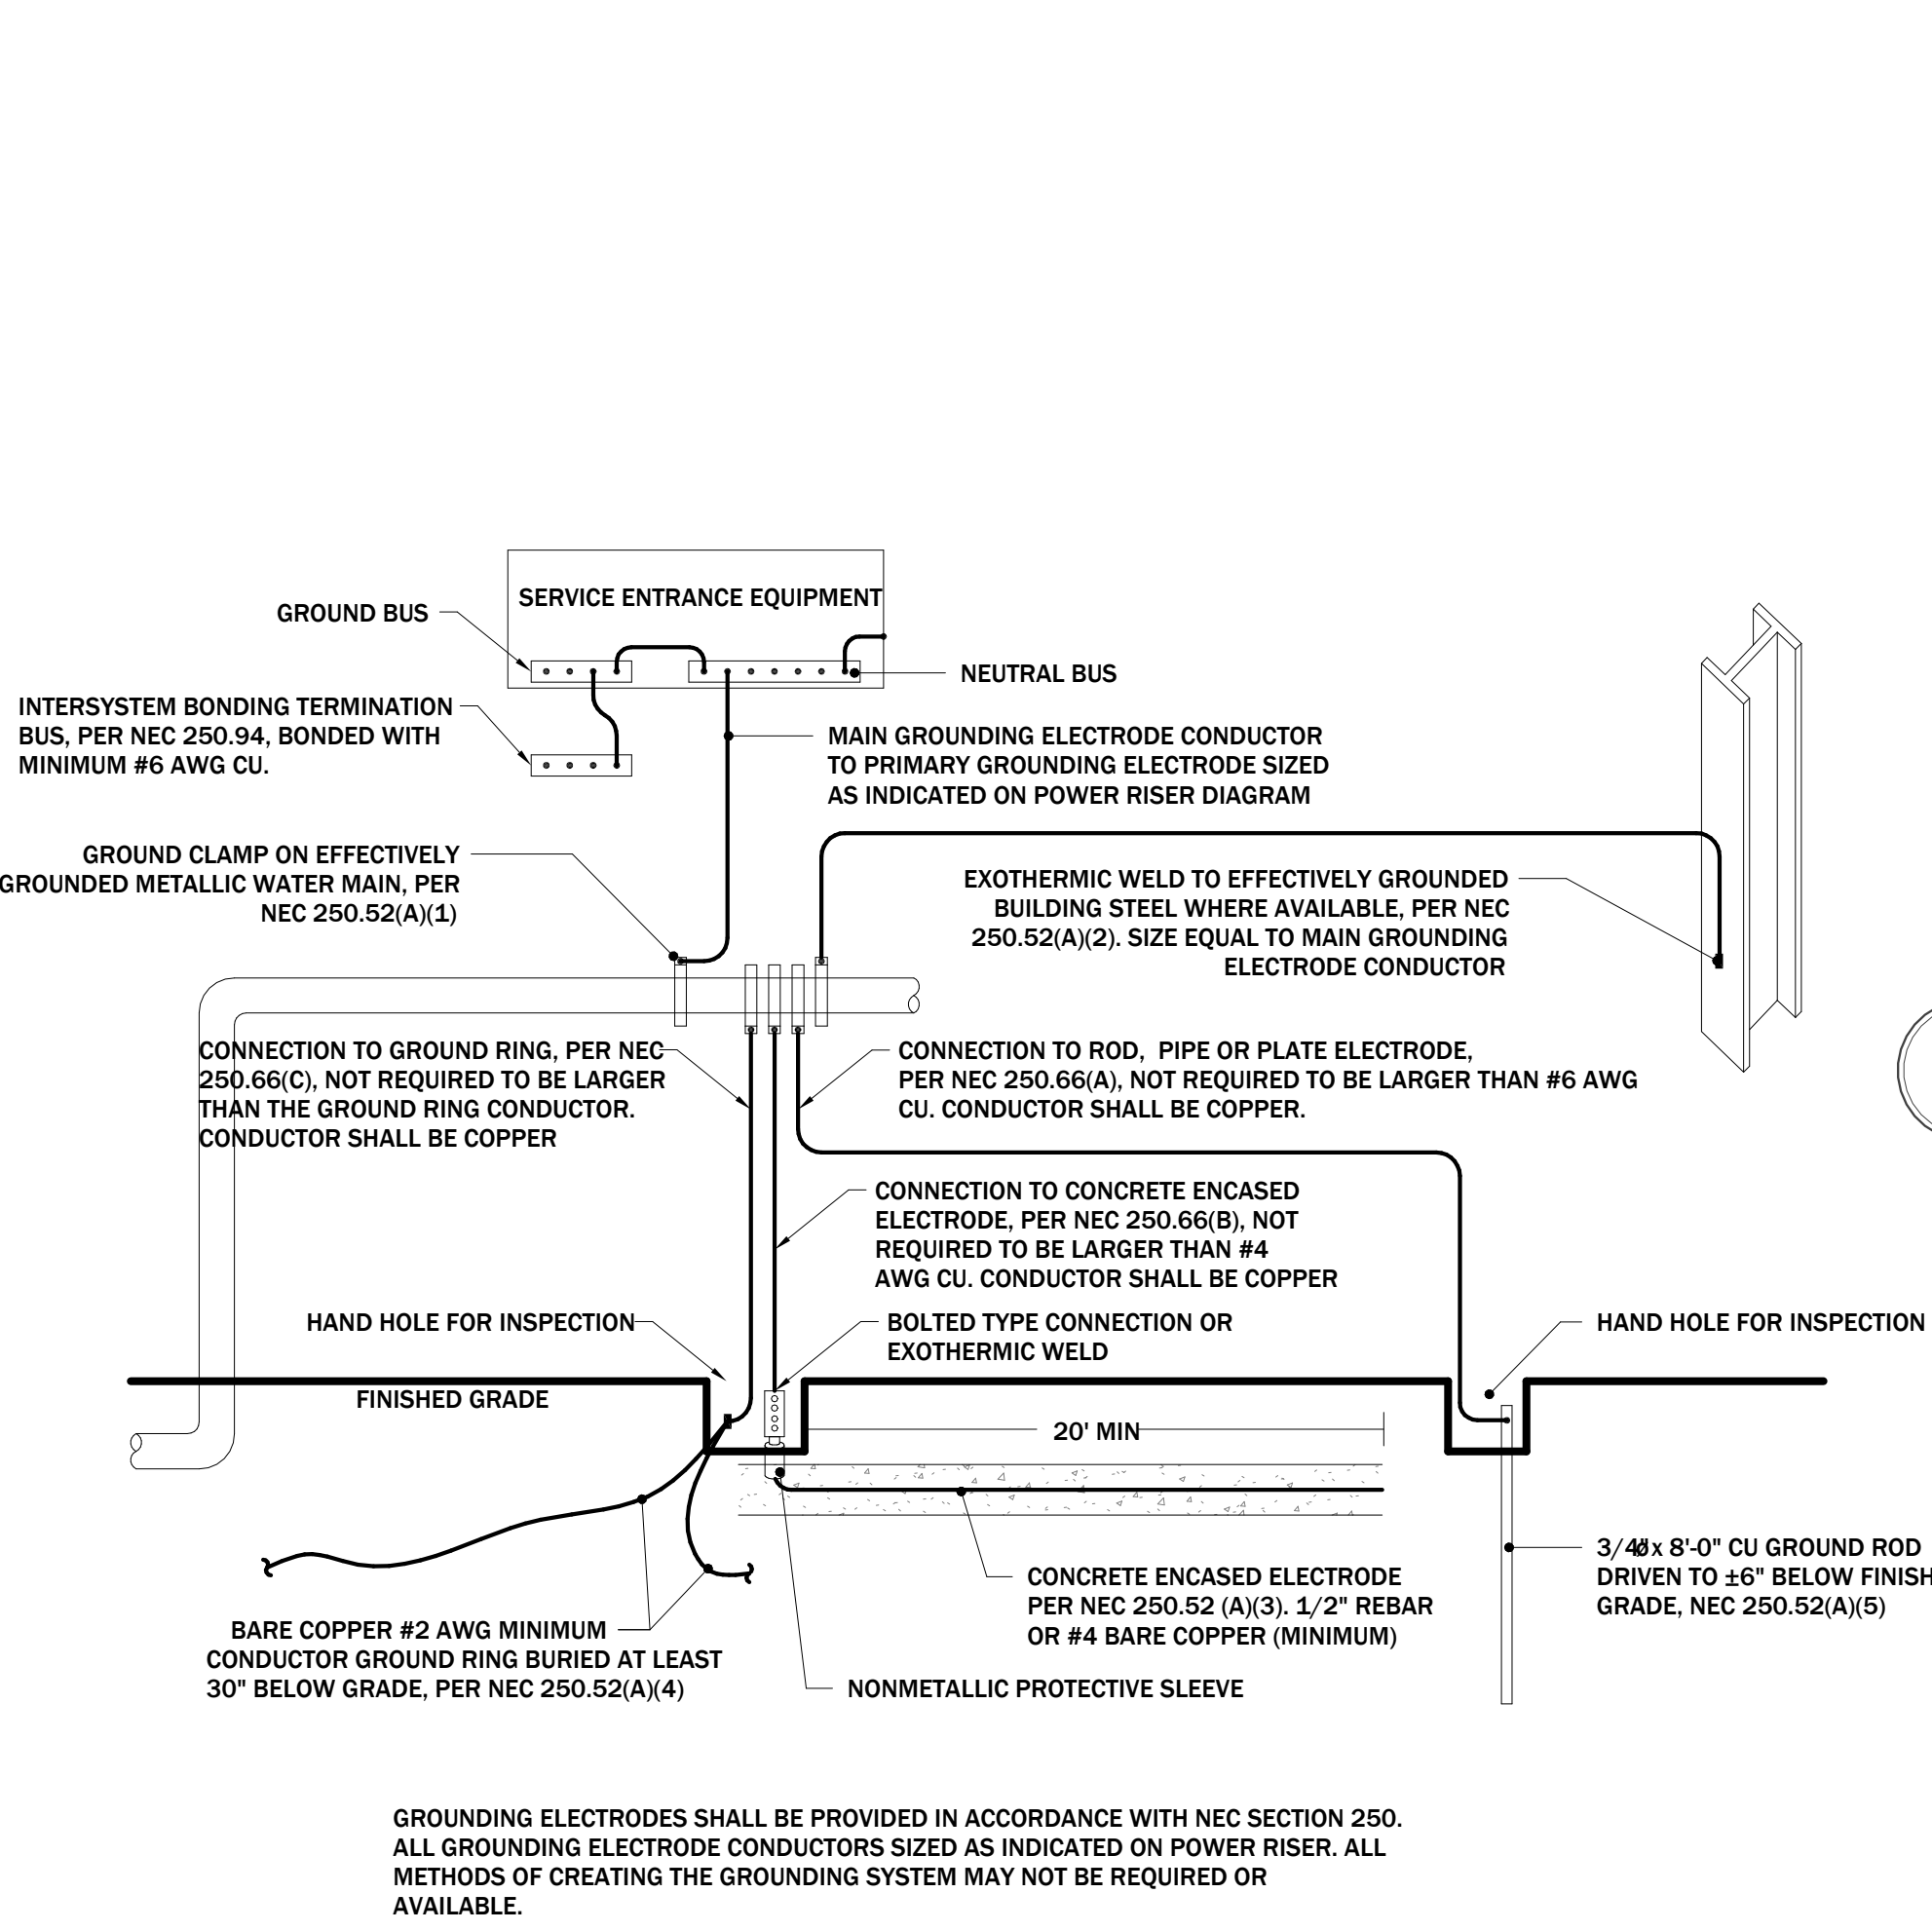 SERVICE ENTRANCE EQUIPMENT
GROUND BUS
NEUTRAL BUS
INTERSYSTEM BONDING TERMINATION
BUS, PER NEC 250.94, BONDED WITH
MINIMUM #6 AWG CU.
MAIN GROUNDING ELECTRODE CONDUCTOR
TO PRIMARY GROUNDING ELECTRODE SIZED
AS INDICATED ON POWER RISER DIAGRAM
GROUND CLAMP ON EFFECTIVELY
GROUNDED METALLIC WATER MAIN, PER
NEC 250.52(A)(1)
EXOTHERMIC WELD TO EFFECTIVELY GROUNDED
BUILDING STEEL WHERE AVAILABLE, PER NEC
250.52(A)(2). SIZE EQUAL TO MAIN GROUNDING
ELECTRODE CONDUCTOR
CONNECTION TO GROUND RING, PER NEC
250.66(C), NOT REQUIRED TO BE LARGER
THAN THE GROUND RING CONDUCTOR.
CONDUCTOR SHALL BE COPPER
CONNECTION TO ROD, PIPE OR PLATE ELECTRODE,
PER NEC 250.66(A), NOT REQUIRED TO BE LARGER THAN #6 AWG
CU. CONDUCTOR SHALL BE COPPER.
CONNECTION TO CONCRETE ENCASED
ELECTRODE, PER NEC 250.66(B), NOT
REQUIRED TO BE LARGER THAN #4
AWG CU. CONDUCTOR SHALL BE COPPER
HAND HOLE FOR INSPECTION
BOLTED TYPE CONNECTION OR
EXOTHERMIC WELD
HAND HOLE FOR INSPECTION
FINISHED GRADE
20' MIN
3/4"ø x 8'-0" CU GROUND ROD
DRIVEN TO ±6" BELOW FINISH
GRADE, NEC 250.52(A)(5)
CONCRETE ENCASED ELECTRODE
PER NEC 250.52 (A)(3). 1/2" REBAR
OR #4 BARE COPPER (MINIMUM)
BARE COPPER #2 AWG MINIMUM
CONDUCTOR GROUND RING BURIED AT LEAST
30" BELOW GRADE, PER NEC 250.52(A)(4)
NONMETALLIC PROTECTIVE SLEEVE
GROUNDING ELECTRODES SHALL BE PROVIDED IN ACCORDANCE WITH NEC SECTION 250.
ALL GROUNDING ELECTRODE CONDUCTORS SIZED AS INDICATED ON POWER RISER. ALL
METHODS OF CREATING THE GROUNDING SYSTEM MAY NOT BE REQUIRED OR
AVAILABLE.